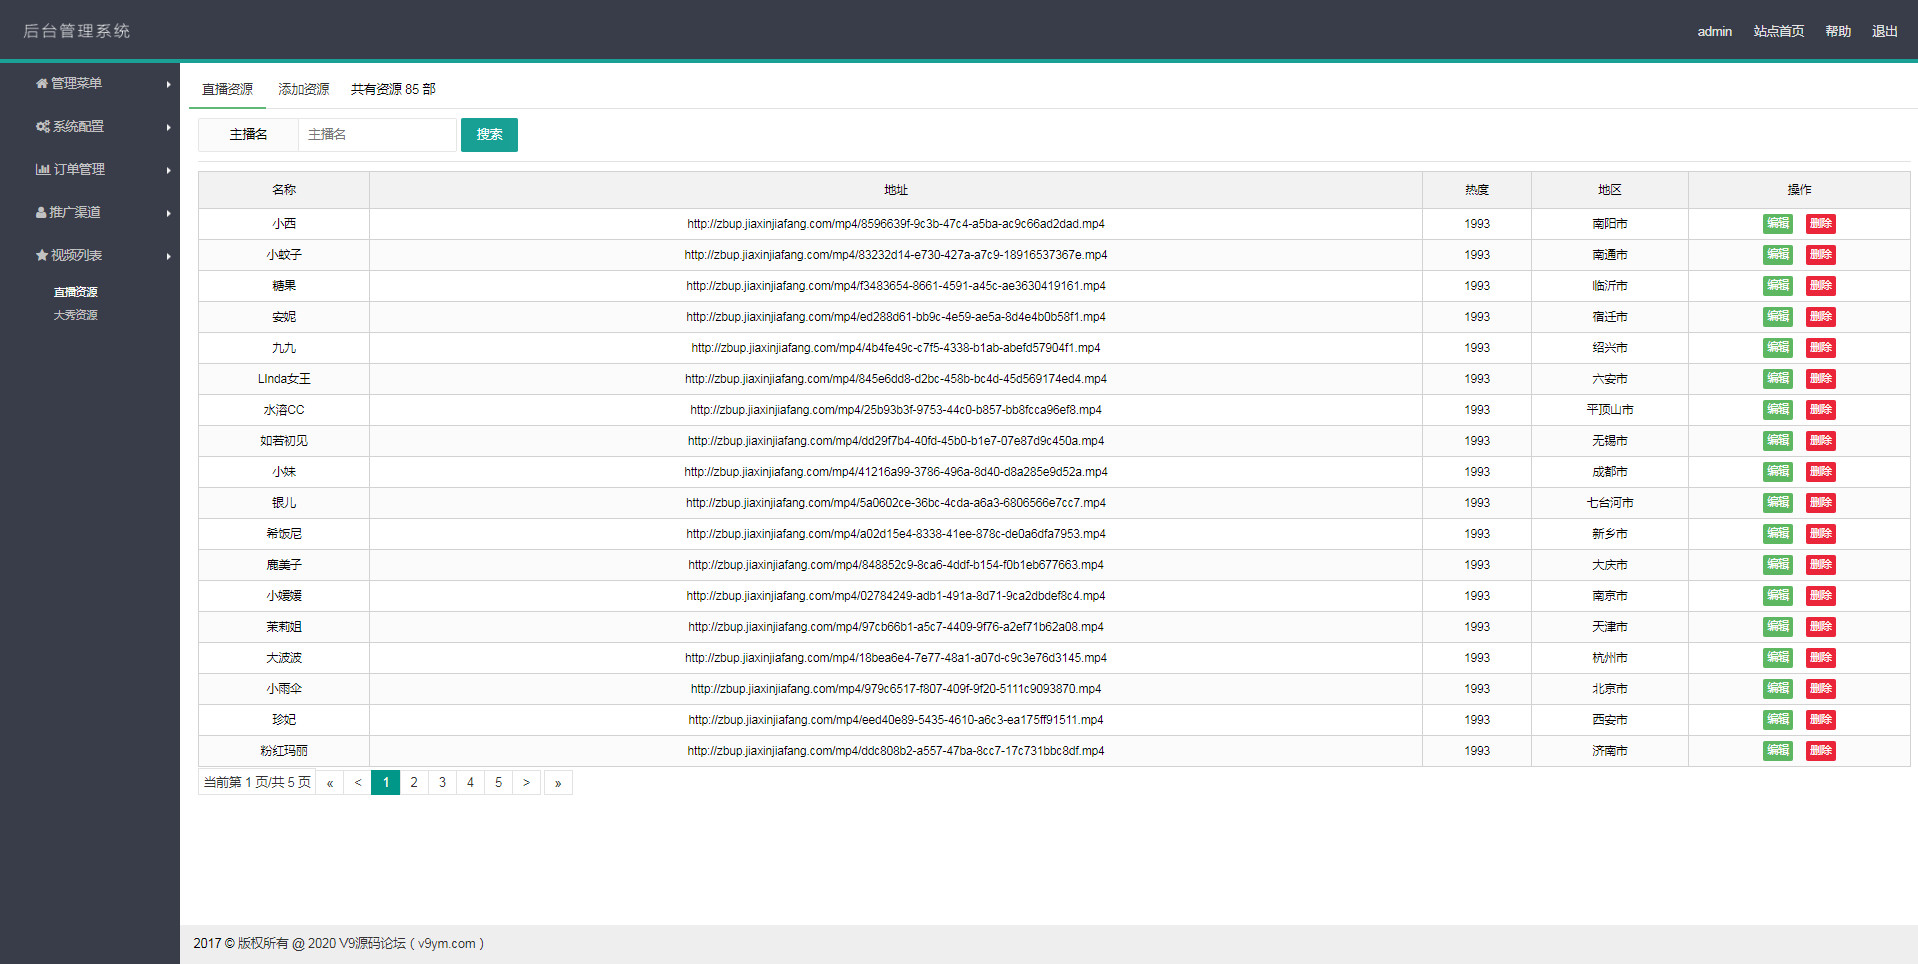 后台管理系统
admin 站点首页 帮助 退出
管理菜单
系统配置
订单管理
推广渠道
视频列表
直播资源
大秀资源
直播资源 添加资源 共有资源 85 部
主播名 主播名 搜索
名称 地址 热度 地区 操作
小西 http://zbup.jiaxinjiafang.com/mp4/8596639f-9c3b-47c4-a5ba-ac9c66ad2dad.mp4 1993 南阳市 编辑 删除
小蚊子 http://zbup.jiaxinjiafang.com/mp4/83232d14-e730-427a-a7c9-18916537367e.mp4 1993 南通市 编辑 删除
糖果 http://zbup.jiaxinjiafang.com/mp4/f3483654-8661-4591-a45c-ae3630419161.mp4 1993 临沂市 编辑 删除
安妮 http://zbup.jiaxinjiafang.com/mp4/ed288d61-bb9c-4e59-ae5a-8d4e4b0b58f1.mp4 1993 宿迁市 编辑 删除
九九 http://zbup.jiaxinjiafang.com/mp4/4b4fe49c-c7f5-4338-b1ab-abefd57904f1.mp4 1993 绍兴市 编辑 删除
LInda女王 http://zbup.jiaxinjiafang.com/mp4/845e6dd8-d2bc-458b-bc4d-45d569174ed4.mp4 1993 六安市 编辑 删除
水溶CC http://zbup.jiaxinjiafang.com/mp4/25b93b3f-9753-44c0-b857-bb8fcca96ef8.mp4 1993 平顶山市 编辑 删除
如若初见 http://zbup.jiaxinjiafang.com/mp4/dd29f7b4-40fd-45b0-b1e7-07e87d9c450a.mp4 1993 无锡市 编辑 删除
小妹 http://zbup.jiaxinjiafang.com/mp4/41216a99-3786-496a-8d40-d8a285e9d52a.mp4 1993 成都市 编辑 删除
银儿 http://zbup.jiaxinjiafang.com/mp4/5a0602ce-36bc-4cda-a6a3-6806566e7cc7.mp4 1993 七台河市 编辑 删除
希饭尼 http://zbup.jiaxinjiafang.com/mp4/a02d15e4-8338-41ee-878c-de0a6dfa7953.mp4 1993 新乡市 编辑 删除
鹿美子 http://zbup.jiaxinjiafang.com/mp4/848852c9-8ca6-4ddf-b154-f0b1eb677663.mp4 1993 大庆市 编辑 删除
小媛媛 http://zbup.jiaxinjiafang.com/mp4/02784249-adb1-491a-8d71-9ca2dbdef8c4.mp4 1993 南京市 编辑 删除
茉莉姐 http://zbup.jiaxinjiafang.com/mp4/97cb66b1-a5c7-4409-9f76-a2ef71b62a08.mp4 1993 天津市 编辑 删除
大波波 http://zbup.jiaxinjiafang.com/mp4/18bea6e4-7e77-48a1-a07d-c9c3e76d3145.mp4 1993 杭州市 编辑 删除
小雨伞 http://zbup.jiaxinjiafang.com/mp4/979c6517-f807-409f-9f20-5111c9093870.mp4 1993 北京市 编辑 删除
珍妃 http://zbup.jiaxinjiafang.com/mp4/eed40e89-5435-4610-a6c3-ea175ff91511.mp4 1993 西安市 编辑 删除
粉红玛丽 http://zbup.jiaxinjiafang.com/mp4/ddc808b2-a557-47ba-8cc7-17c731bbc8df.mp4 1993 济南市 编辑 删除
当前第 1 页/共 5 页 « < 1 2 3 4 5 > »
2017 © 版权所有 @ 2020 V9源码论坛 ( v9ym.com )